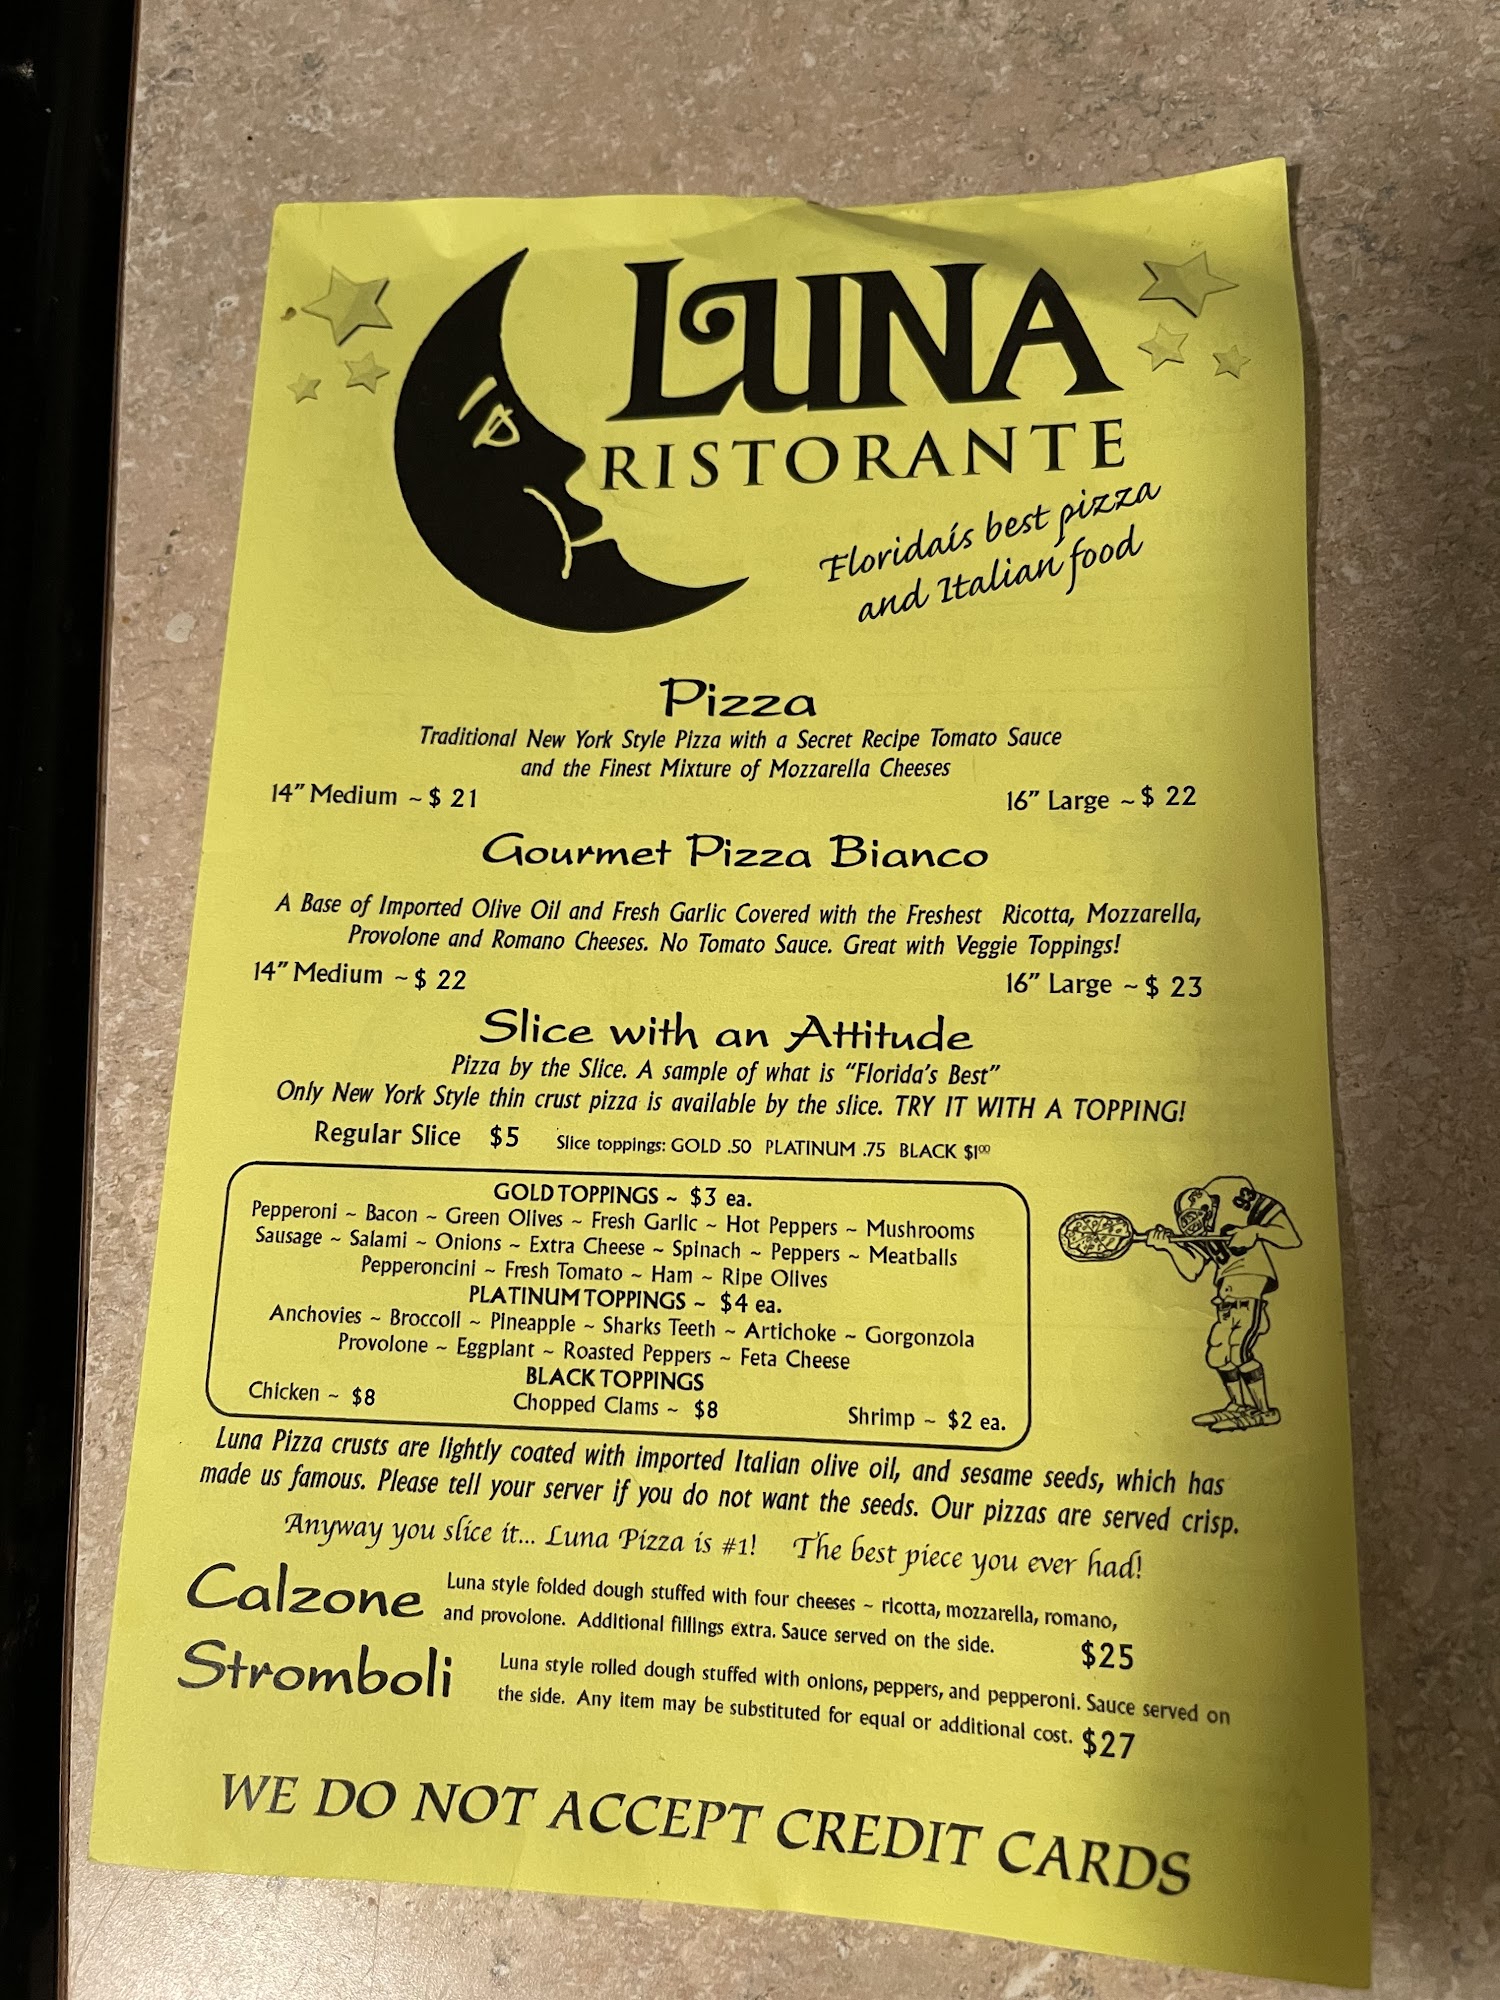 LUNA
RISTORANTE
Floridaís best pizza
and Italian food
Pizza
Traditional New York Style Pizza with a Secret Recipe Tomato Sauce
and the Finest Mixture of Mozzarella Cheeses
14" Medium ~ $ 21 16" Large ~ $ 22
Gourmet Pizza Bianco
A Base of Imported Olive Oil and Fresh Garlic Covered with the Freshest Ricotta, Mozzarella,
Provolone and Romano Cheeses. No Tomato Sauce. Great with Veggie Toppings!
14" Medium ~ $ 22 16" Large ~ $ 23
Slice with an Attitude
Pizza by the Slice. A sample of what is "Florida's Best"
Only New York Style thin crust pizza is available by the slice. TRY IT WITH A TOPPING!
Regular Slice $5 Slice toppings: GOLD .50 PLATINUM .75 BLACK $1⁰⁰
GOLD TOPPINGS ~ $3 ea.
Pepperoni ~ Bacon ~ Green Olives ~ Fresh Garlic ~ Hot Peppers ~ Mushrooms
Sausage ~ Salami ~ Onions ~ Extra Cheese ~ Spinach ~ Peppers ~ Meatballs
Pepperoncini ~ Fresh Tomato ~ Ham ~ Ripe Olives
PLATINUM TOPPINGS ~ $4 ea.
Anchovies ~ Broccoli ~ Pineapple ~ Sharks Teeth ~ Artichoke ~ Gorgonzola
Provolone ~ Eggplant ~ Roasted Peppers ~ Feta Cheese
BLACK TOPPINGS
Chicken ~ $8 Chopped Clams ~ $8 Shrimp ~ $2 ea.
93
Luna Pizza crusts are lightly coated with imported Italian olive oil, and sesame seeds, which has
made us famous. Please tell your server if you do not want the seeds. Our pizzas are served crisp.
Anyway you slice it... Luna Pizza is #1! The best piece you ever had!
Calzone
Luna style folded dough stuffed with four cheeses ~ ricotta, mozzarella, romano,
and provolone. Additional fillings extra. Sauce served on the side. $25
Stromboli
Luna style rolled dough stuffed with onions, peppers, and pepperoni. Sauce served on
the side. Any item may be substituted for equal or additional cost. $27
WE DO NOT ACCEPT CREDIT CARDS